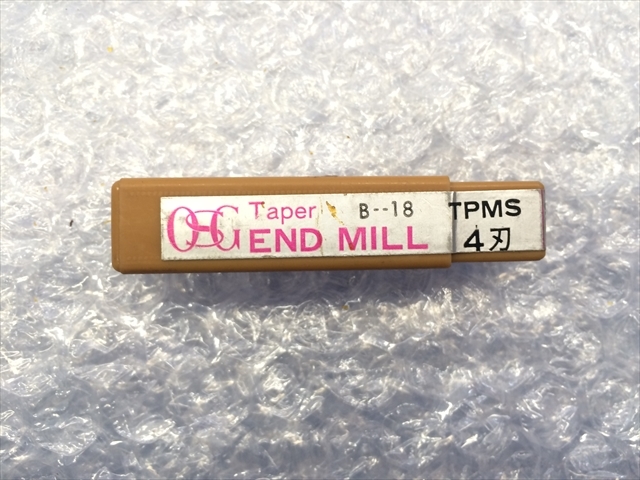 OSG Taper B--18 TPMS
END MILL 4刃